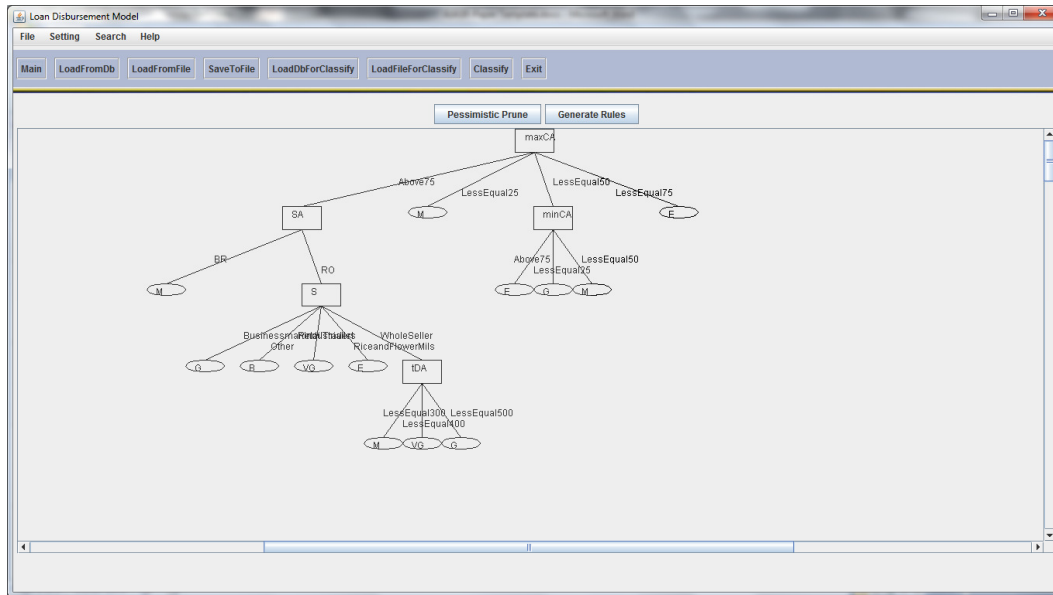 Loan Disbursement Model
File Setting Search Help
Main LoadFromDb LoadFromFile SaveToFile LoadDbForClassify LoadFileForClassify Classify Exit
Pessimistic Prune Generate Rules
maxCA
Above75 LessEqual25 LessEqual50 LessEqual75
SA M minCA E
BR RO Above75 LessEqual25 LessEqual50
M S E G M
WholeSeller
Other RiceandFlowerMils
G B VG E tDA
LessEqual300 LessEqual400 LessEqual500
M VG G